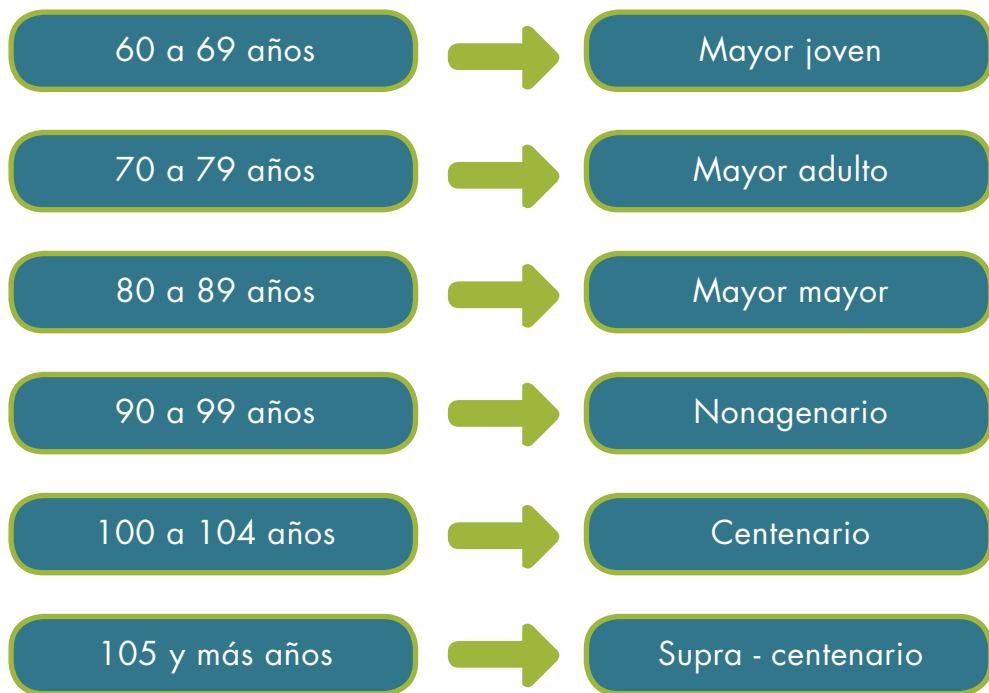 60 a 69 años
Mayor joven
70 a 79 años
Mayor adulto
80 a 89 años
Mayor mayor
90 a 99 años
Nonagenario
100 a 104 años
Centenario
105 y más años
Supra - centenario